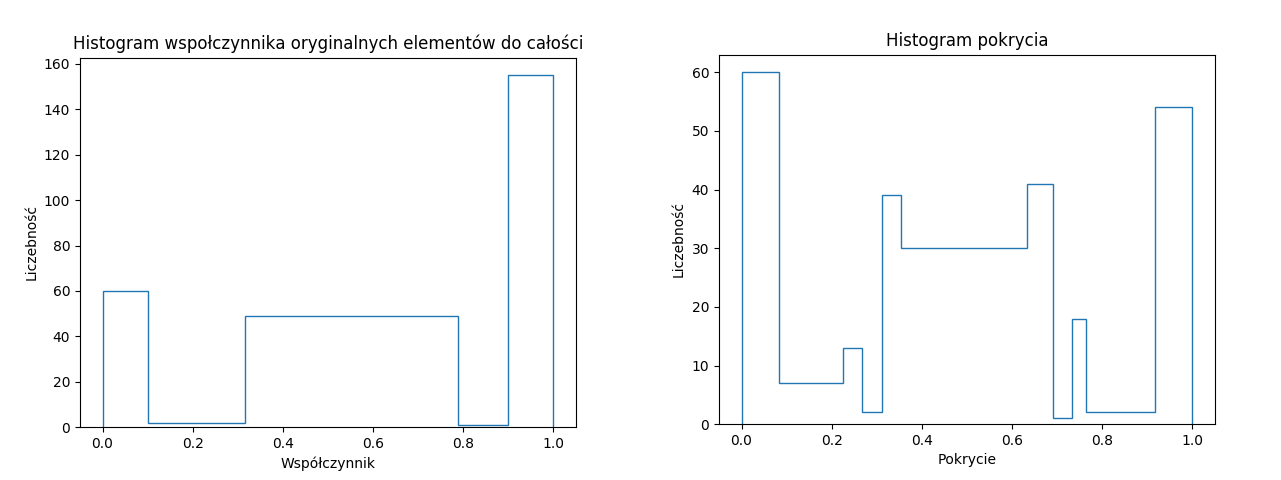 Histogram wspołczynnika oryginalnych elementów do całości
160
140
120
100
80
60
40
20
0
Liczebność
0.0 0.2 0.4 0.6 0.8 1.0
Współczynnik
Histogram pokrycia
60
50
40
30
20
10
0
Liczebność
0.0 0.2 0.4 0.6 0.8 1.0
Pokrycie